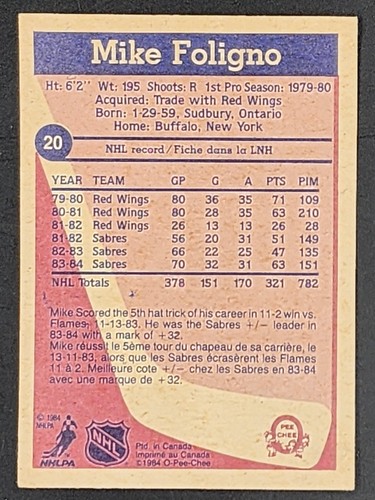 Mike Foligno
Ht: 6'2" Wt: 195 Shoots: R 1st Pro Season: 1979-80
Acquired: Trade with Red Wings
Born: 1-29-59, Sudbury, Ontario
Home: Buffalo, New York
20
NHL record/Fiche dans la LNH
YEAR TEAM GP G A PTS PIM
79-80 Red Wings 80 36 35 71 109
80-81 Red Wings 80 28 35 63 210
81-82 Red Wings 26 13 13 26 28
81-82 Sabres 56 20 31 51 149
82-83 Sabres 66 22 25 47 135
83-84 Sabres 70 32 31 63 151
NHL Totals 378 151 170 321 782
Mike Scored the 5th hat trick of his career in 11-2 win vs.
Flames, 11-13-83. He was the Sabres +/- leader in
83-84 with a mark of +32.
Mike réussit le 5ème tour du chapeau de sa carrière, le
13-11-83, alors que les Sabres écrasèrent les Flames
11 à 2. Meilleure cote +/- chez les Sabres en 83-84
avec une marque de +32.
© 1984
NHLPA
NHLPA
NHL
Ptd. in Canada
Imprimé au Canada
©1984 O-Pee-Chee
O
PEE
CHEE